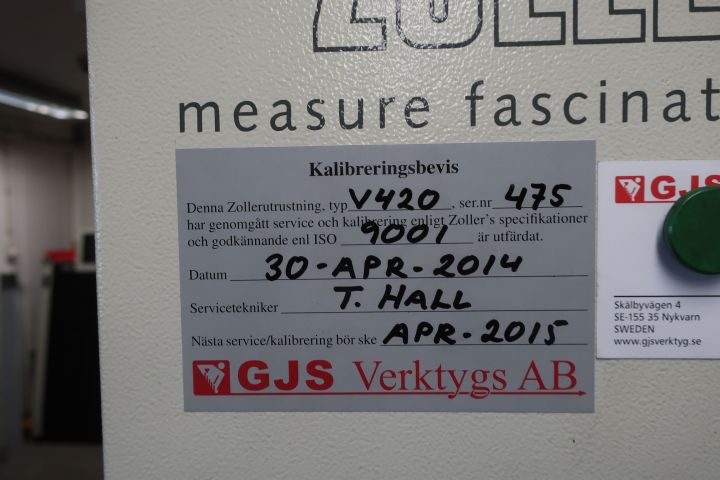 ZOLLE
measure fascinat
Kalibreringsbevis
Denna Zollerutrustning, typ V420, ser.nr 475
har genomgått service och kalibrering enligt Zoller's specifikationer
och godkännande enl ISO 9001 är utfärdat.
Datum 30-APR-2014
Servicetekniker T. HALL
Nästa service/kalibrering bör ske APR-2015
GJS Verktygs AB
GJS
Skälbyvägen 4
SE-155 35 Nykvarn
SWEDEN
www.gjsverktyg.se